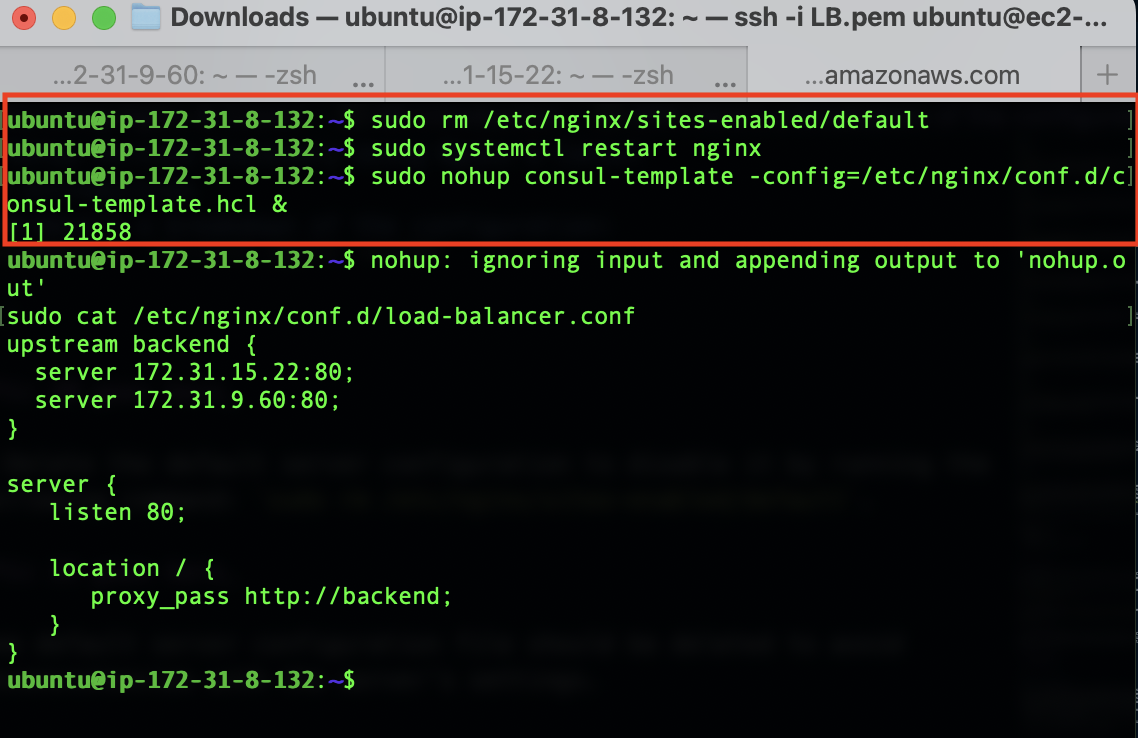 Downloads — ubuntu@ip-172-31-8-132: ~ — ssh -i LB.pem ubuntu@ec2-...
...2-31-9-60: ~ — -zsh ... ...1-15-22: ~ — -zsh ... ...amazonaws.com +
[ubuntu@ip-172-31-8-132:~$ sudo rm /etc/nginx/sites-enabled/default ]
[ubuntu@ip-172-31-8-132:~$ sudo systemctl restart nginx ]
[ubuntu@ip-172-31-8-132:~$ sudo nohup consul-template -config=/etc/nginx/conf.d/c]
onsul-template.hcl &
[1] 21858
ubuntu@ip-172-31-8-132:~$ nohup: ignoring input and appending output to 'nohup.o
ut'
[sudo cat /etc/nginx/conf.d/load-balancer.conf ]
upstream backend {
  server 172.31.15.22:80;
  server 172.31.9.60:80;
}
server {
   listen 80;
   location / {
      proxy_pass http://backend;
   }
}
ubuntu@ip-172-31-8-132:~$